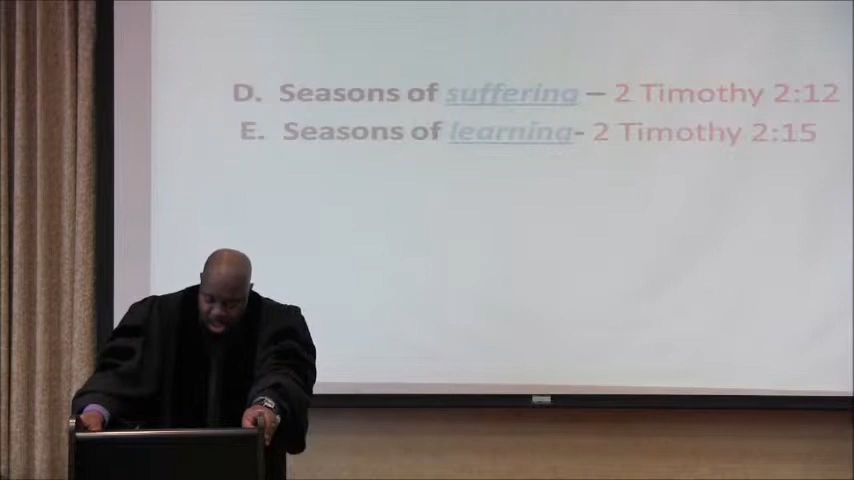 D. Seasons of suffering – 2 Timothy 2:12
E. Seasons of learning- 2 Timothy 2:15